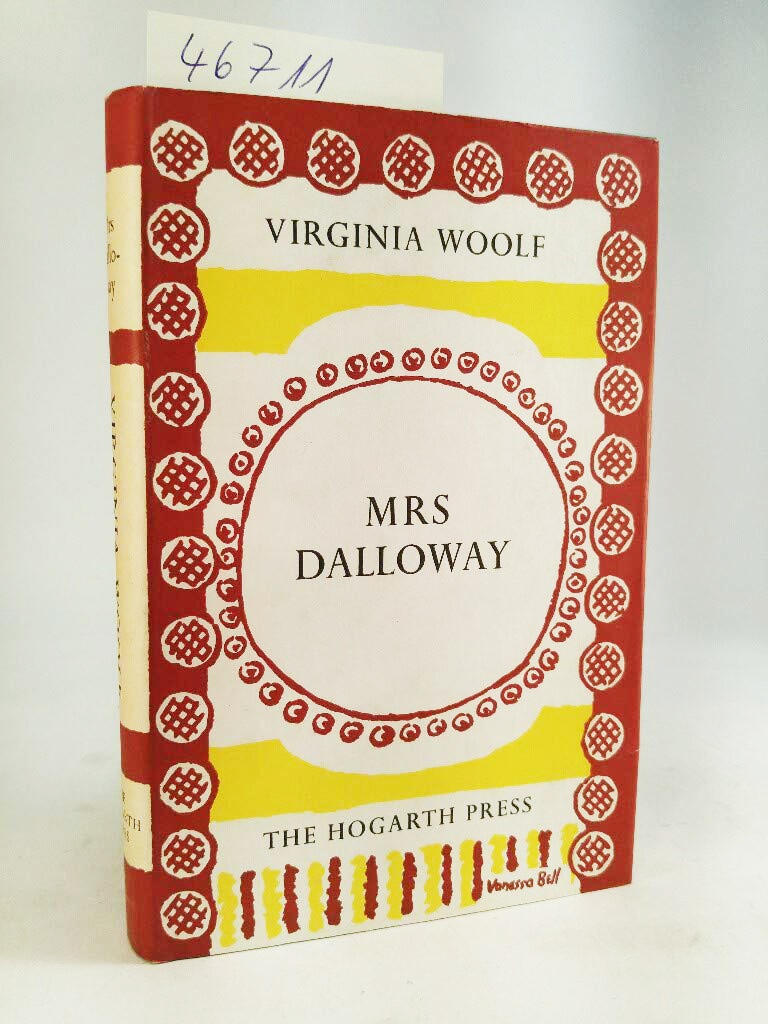 46711
VIRGINIA WOOLF
MRS
DALLOWAY
THE HOGARTH PRESS
Vanessa Bell